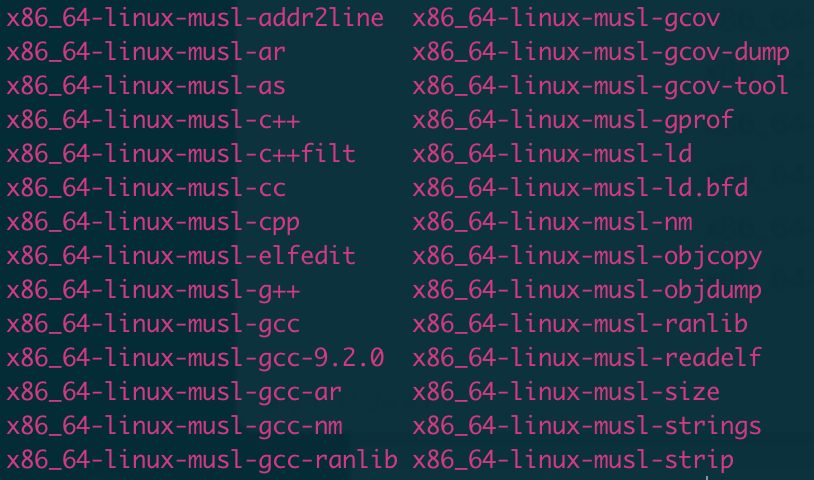 x86_64-linux-musl-addr2line x86_64-linux-musl-gcov
x86_64-linux-musl-ar x86_64-linux-musl-gcov-dump
x86_64-linux-musl-as x86_64-linux-musl-gcov-tool
x86_64-linux-musl-c++ x86_64-linux-musl-gprof
x86_64-linux-musl-c++filt x86_64-linux-musl-ld
x86_64-linux-musl-cc x86_64-linux-musl-ld.bfd
x86_64-linux-musl-cpp x86_64-linux-musl-nm
x86_64-linux-musl-elfedit x86_64-linux-musl-objcopy
x86_64-linux-musl-g++ x86_64-linux-musl-objdump
x86_64-linux-musl-gcc x86_64-linux-musl-ranlib
x86_64-linux-musl-gcc-9.2.0 x86_64-linux-musl-readelf
x86_64-linux-musl-gcc-ar x86_64-linux-musl-size
x86_64-linux-musl-gcc-nm x86_64-linux-musl-strings
x86_64-linux-musl-gcc-ranlib x86_64-linux-musl-strip